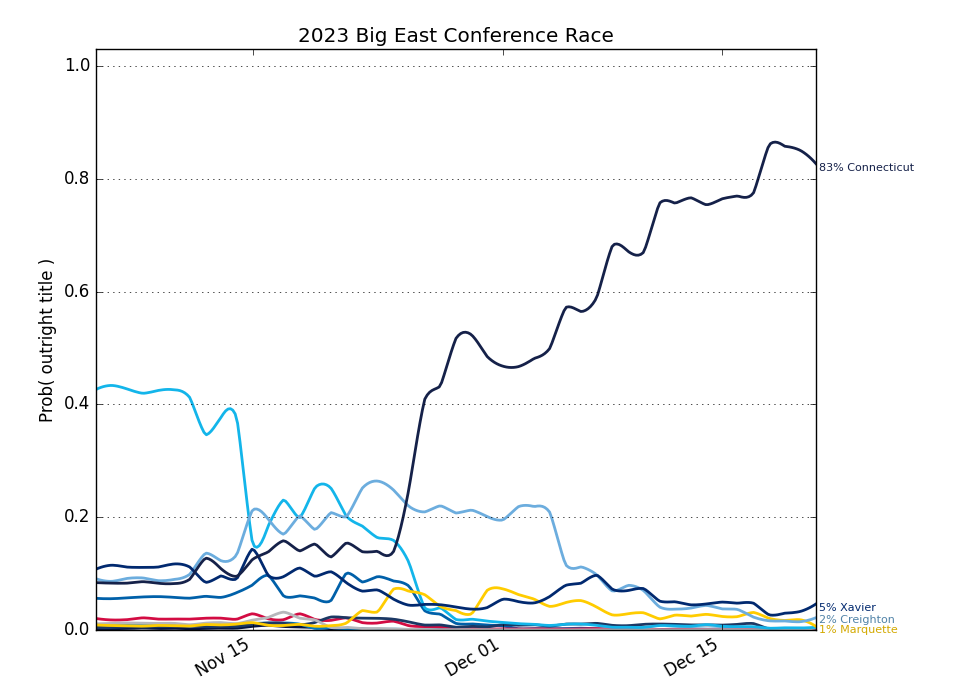 2023 Big East Conference Race
1.0
0.8
0.6
0.4
0.2
0.0
Prob( outright title )
Nov 15
Dec 01
Dec 15
83% Connecticut
5% Xavier
2% Creighton
1% Marquette